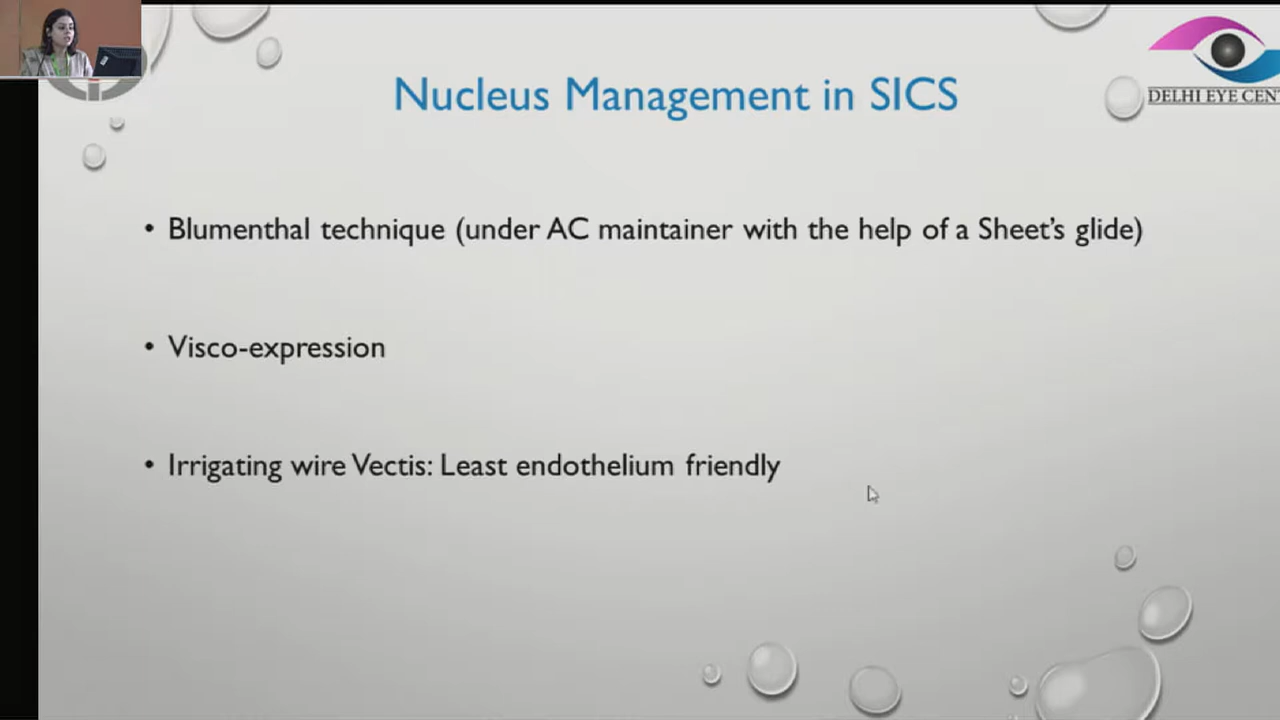 Nucleus Management in SICS
DELHI EYE CENT
• Blumenthal technique (under AC maintainer with the help of a Sheet's glide)
• Visco-expression
• Irrigating wire Vectis: Least endothelium friendly